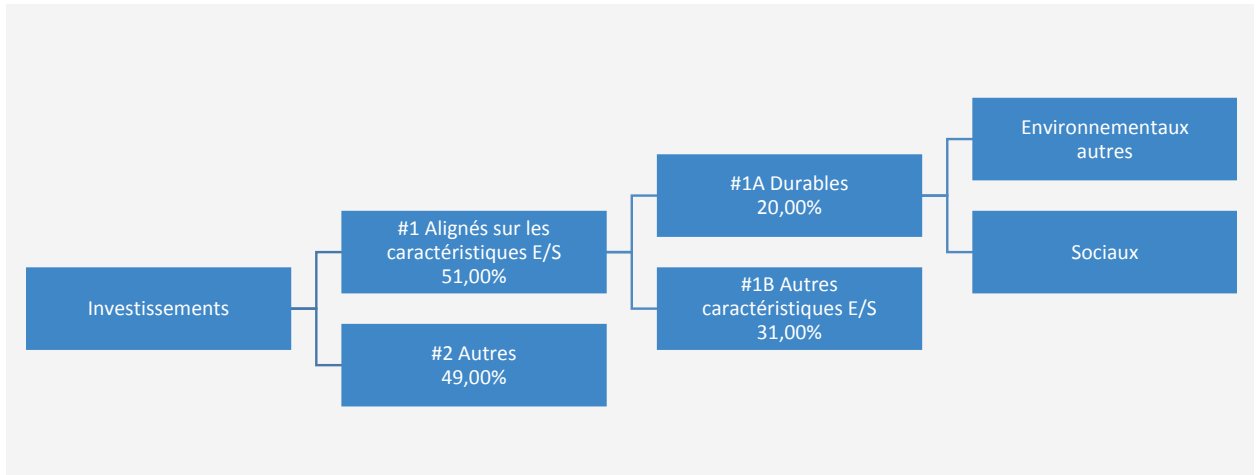 Investissements
#1 Alignés sur les
caractéristiques E/S
51,00%
#2 Autres
49,00%
#1A Durables
20,00%
#1B Autres
caractéristiques E/S
31,00%
Environnementaux
autres
Sociaux